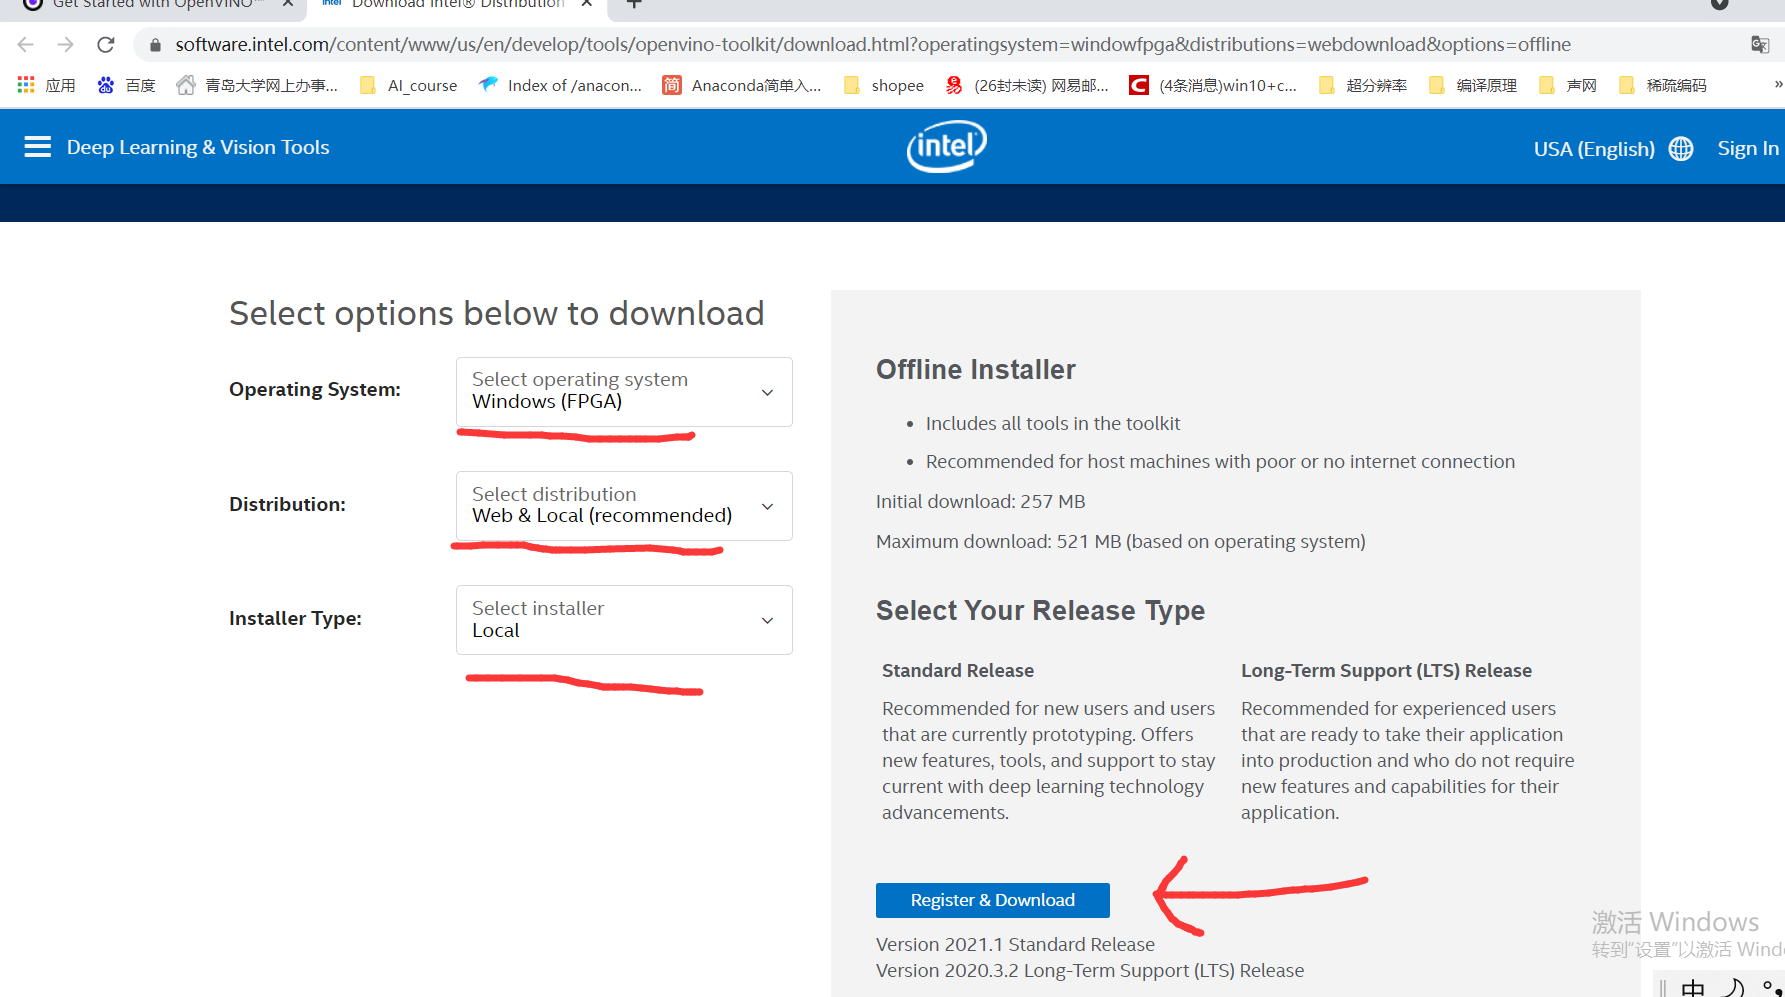 Get Started with OpenVINO™
intel Download Intel® Distribution
software.intel.com/content/www/us/en/develop/tools/openvino-toolkit/download.html?operatingsystem=windowfpga&distributions=webdownload&options=offline
应用 百度 青岛大学网上办事... AI_course Index of /anacon... 简 Anaconda简单入... shopee (26封未读) 网易邮... C (4条消息)win10+c... 超分辨率 编译原理 声网 稀疏编码 »
Deep Learning & Vision Tools intel USA (English) Sign In
Select options below to download
Operating System:
Select operating system
Windows (FPGA)
Distribution:
Select distribution
Web & Local (recommended)
Installer Type:
Select installer
Local
Offline Installer
• Includes all tools in the toolkit
• Recommended for host machines with poor or no internet connection
Initial download: 257 MB
Maximum download: 521 MB (based on operating system)
Select Your Release Type
Standard Release
Recommended for new users and users
that are currently prototyping. Offers
new features, tools, and support to stay
current with deep learning technology
advancements.
Long-Term Support (LTS) Release
Recommended for experienced users
that are ready to take their application
into production and who do not require
new features and capabilities for their
application.
Register & Download
Version 2021.1 Standard Release
Version 2020.3.2 Long-Term Support (LTS) Release
激活 Windows
转到"设置"以激活 Wind
中